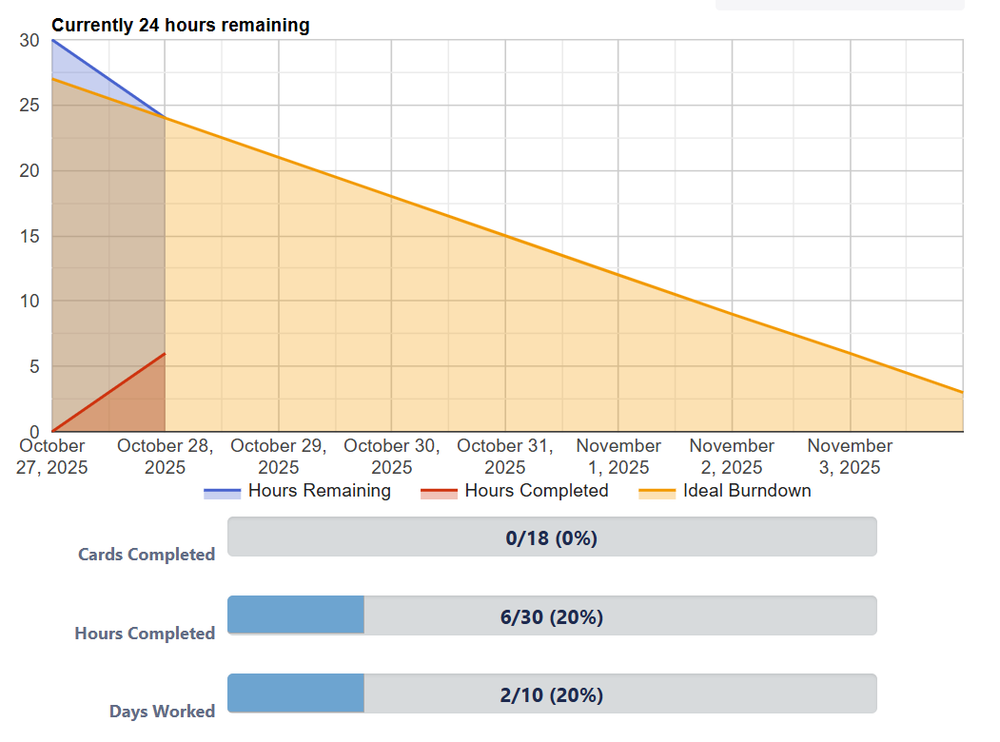 Currently 24 hours remaining
30
25
20
15
10
5
0
October 27, 2025
October 28, 2025
October 29, 2025
October 30, 2025
October 31, 2025
November 1, 2025
November 2, 2025
November 3, 2025
Hours Remaining
Hours Completed
Ideal Burndown
Cards Completed
0/18 (0%)
Hours Completed
6/30 (20%)
Days Worked
2/10 (20%)